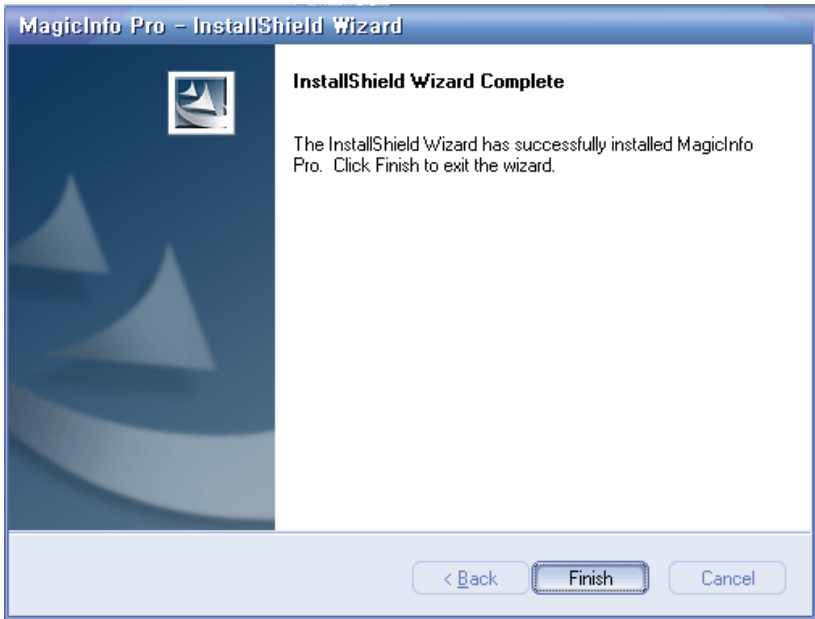 MagicInfo Pro - InstallShield Wizard
InstallShield Wizard Complete
The InstallShield Wizard has successfully installed MagicInfo
Pro.  Click Finish to exit the wizard.
< Back
Finish
Cancel